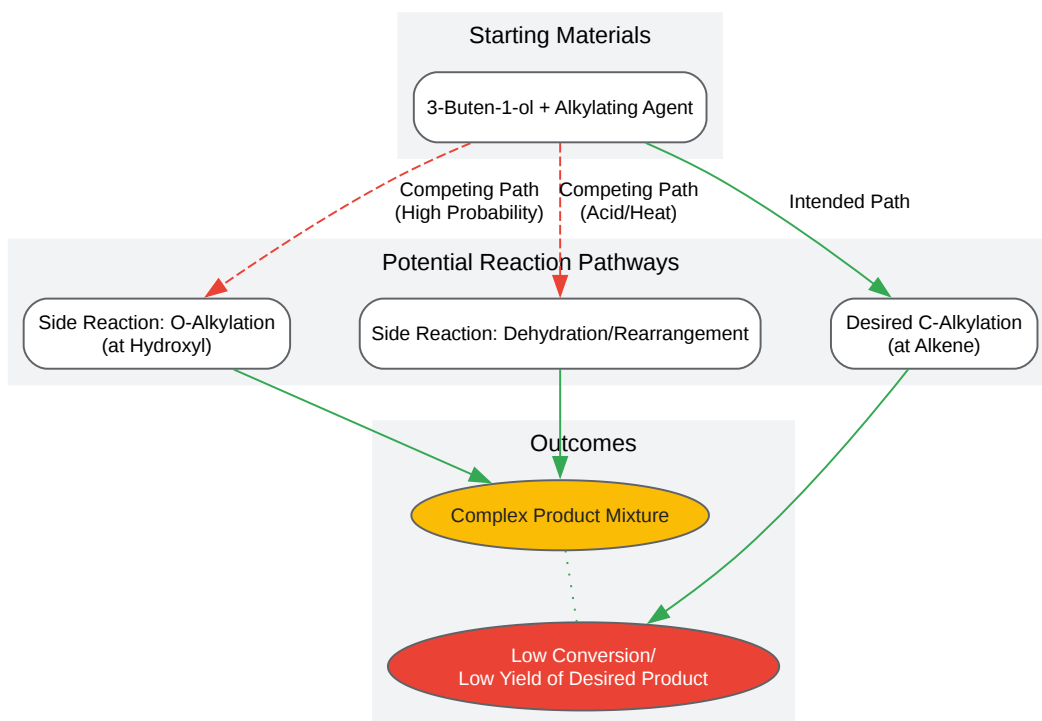 Starting Materials
3-Buten-1-ol + Alkylating Agent
Competing Path
(High Probability)
Competing Path
(Acid/Heat)
Intended Path
Potential Reaction Pathways
Side Reaction: O-Alkylation
(at Hydroxyl)
Side Reaction: Dehydration/Rearrangement
Desired C-Alkylation
(at Alkene)
Outcomes
Complex Product Mixture
Low Conversion/
Low Yield of Desired Product